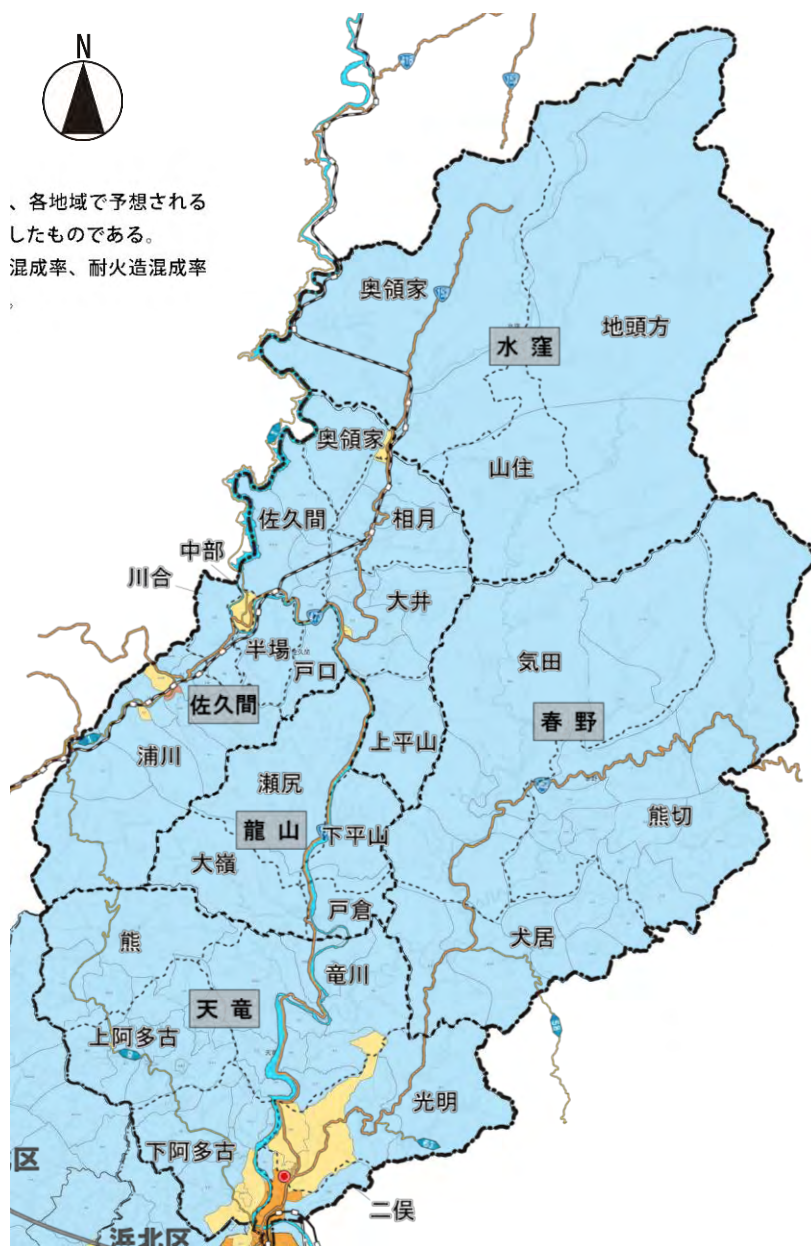 N
、各地域で予想される
したものである。
混成率、耐火造混成率
。
418
152
奥領家
152
地頭方
水窪
奥領家
山住
佐久間
相月
中部
川合
大井
半場
戸口
気田
佐久間
春野
浦川
上平山
瀬尻
熊切
龍山
下平山
大嶺
戸倉
犬居
熊
竜川
天竜
上阿多古
光明
下阿多古
区
二俣
浜北区